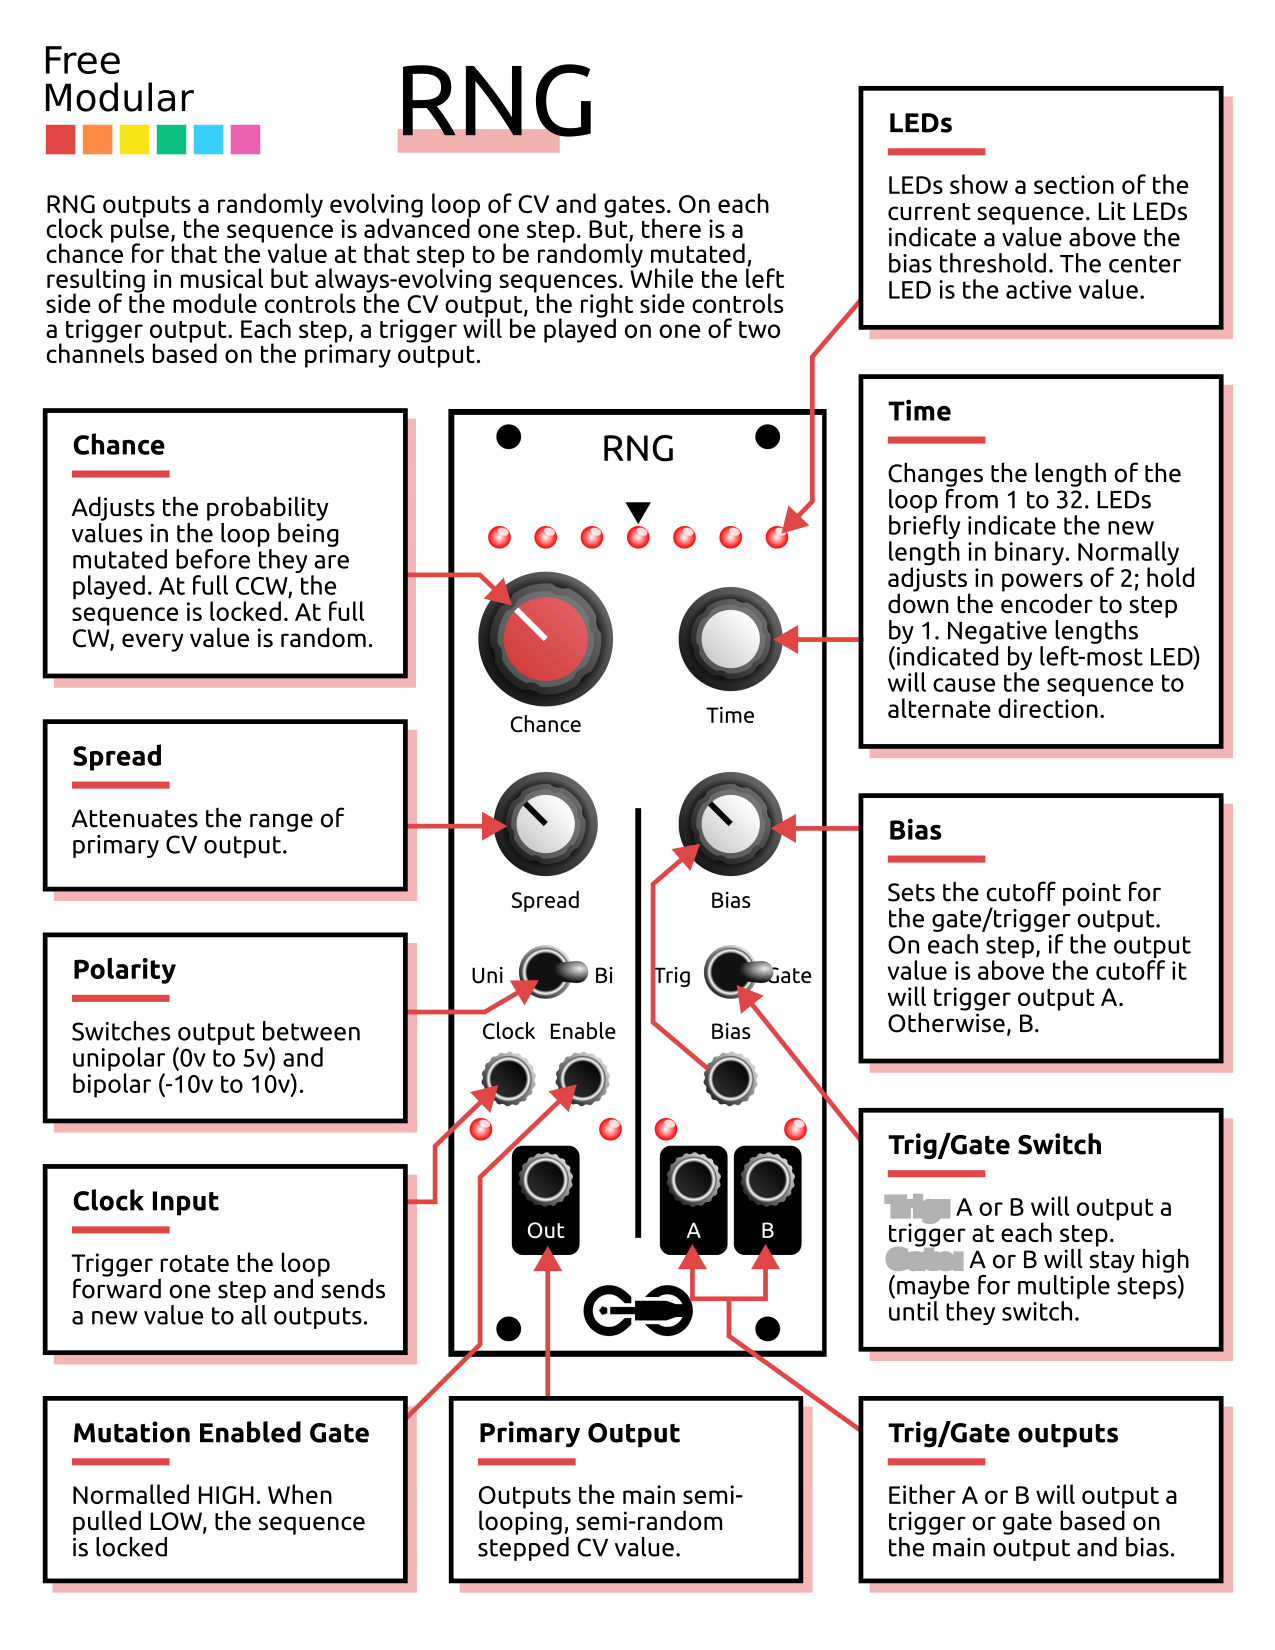 Free
Modular
RNG
RNG outputs a randomly evolving loop of CV and gates. On each
clock pulse, the sequence is advanced one step. But, there is a
chance for that the value at that step to be randomly mutated,
resulting in musical but always-evolving sequences. While the left
side of the module controls the CV output, the right side controls
a trigger output. Each step, a trigger will be played on one of two
channels based on the primary output.
LEDs
LEDs show a section of the
current sequence. Lit LEDs
indicate a value above the
bias threshold. The center
LED is the active value.
Chance
Adjusts the probability
values in the loop being
mutated before they are
played. At full CCW, the
sequence is locked. At full
CW, every value is random.
Spread
Attenuates the range of
primary CV output.
Polarity
Switches output between
unipolar (0v to 5v) and
bipolar (-10v to 10v).
Clock Input
Trigger rotate the loop
forward one step and sends
a new value to all outputs.
Mutation Enabled Gate
Normalled HIGH. When
pulled LOW, the sequence
is locked
RNG
Chance
Time
Spread
Bias
Uni
Bi
Trig
Gate
Clock
Enable
Bias
Out
A
B
Primary Output
Outputs the main semi-
looping, semi-random
stepped CV value.
Time
Changes the length of the
loop from 1 to 32. LEDs
briefly indicate the new
length in binary. Normally
adjusts in powers of 2; hold
down the encoder to step
by 1. Negative lengths
(indicated by left-most LED)
will cause the sequence to
alternate direction.
Bias
Sets the cutoff point for
the gate/trigger output.
On each step, if the output
value is above the cutoff it
will trigger output A.
Otherwise, B.
Trig/Gate Switch
Trig: A or B will output a
trigger at each step.
Gate: A or B will stay high
(maybe for multiple steps)
until they switch.
Trig/Gate outputs
Either A or B will output a
trigger or gate based on
the main output and bias.